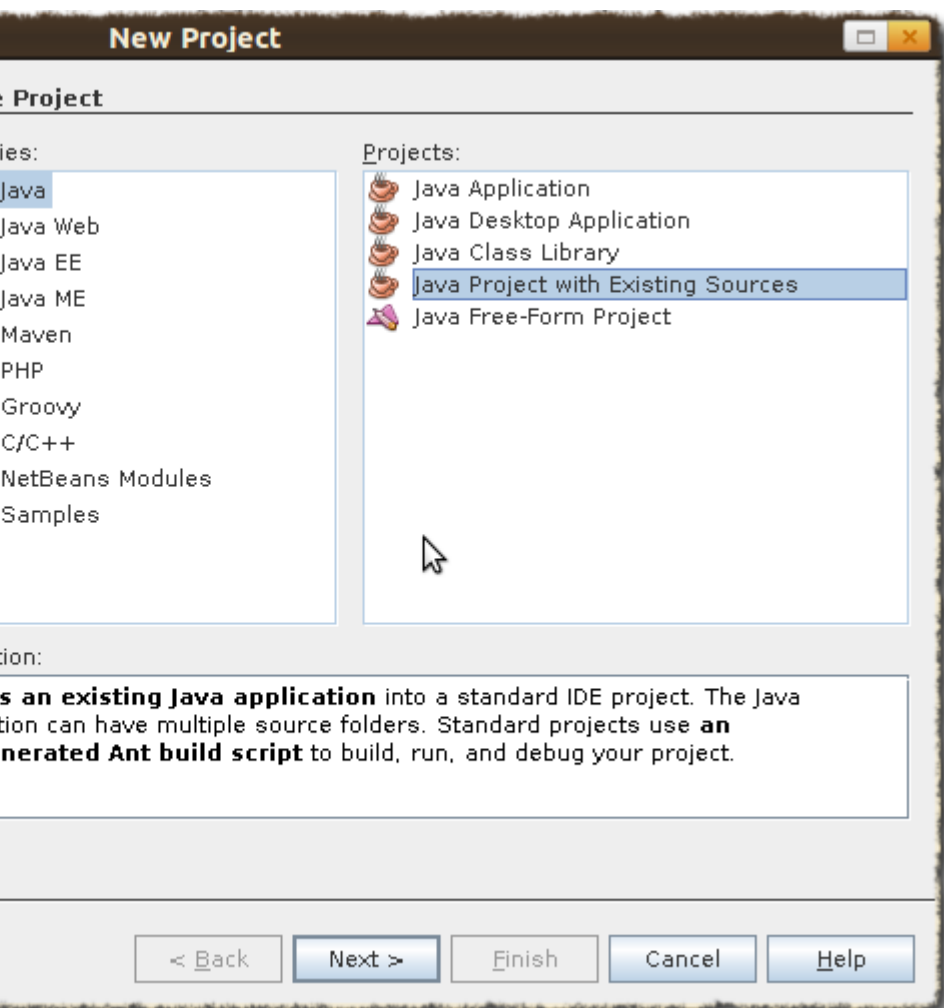 New Project
e Project
ies:
Java
Java Web
Java EE
Java ME
Maven
PHP
Groovy
C/C++
NetBeans Modules
Samples
Projects:
Java Application
Java Desktop Application
Java Class Library
Java Project with Existing Sources
Java Free-Form Project
tion:
s an existing Java application into a standard IDE project. The Java
tion can have multiple source folders. Standard projects use an
nerated Ant build script to build, run, and debug your project.
< Back
Next >
Finish
Cancel
Help